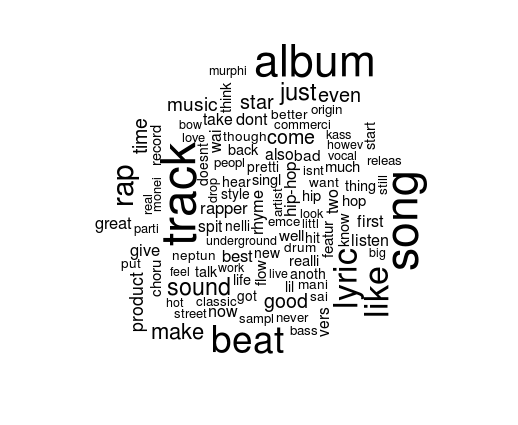 murphi album
think just even
music star
take dont better origin
bow commerci
time record love wai though come kass start
doesnt back howev
peopl also bad vocal releas
rap track pretti isnt much
monei drop hear singl hip-hop want thing still
real style artist hip two hop
rapper rhyme look song
great parti spit nelli emce littl featur know first
underground well hit listen
give neptun best new drum big
put choru feel talk work flow realli lyric like
sound life live anoth
product hot classic got lil mani
street now good sai
sampl never vers
make beat bass